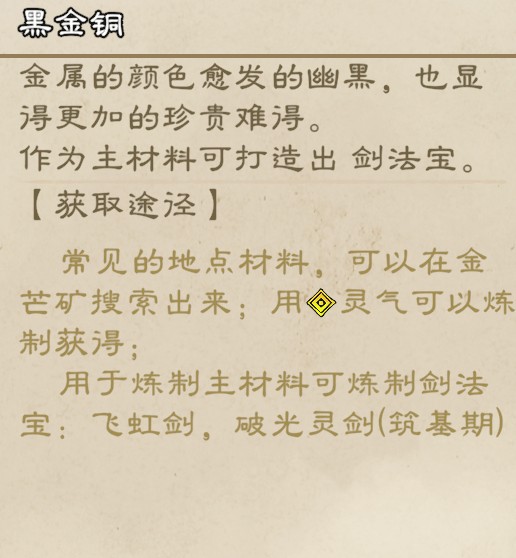 黑金铜
金属的颜色愈发的幽黑，也显
得更加的珍贵难得。
作为主材料可打造出 剑法宝。
【获取途径】
常见的地点材料，可以在金
芒矿搜索出来；用灵气可以炼
制获得；
用于炼制主材料可炼制剑法
宝：飞虹剑，破光灵剑(筑基期)